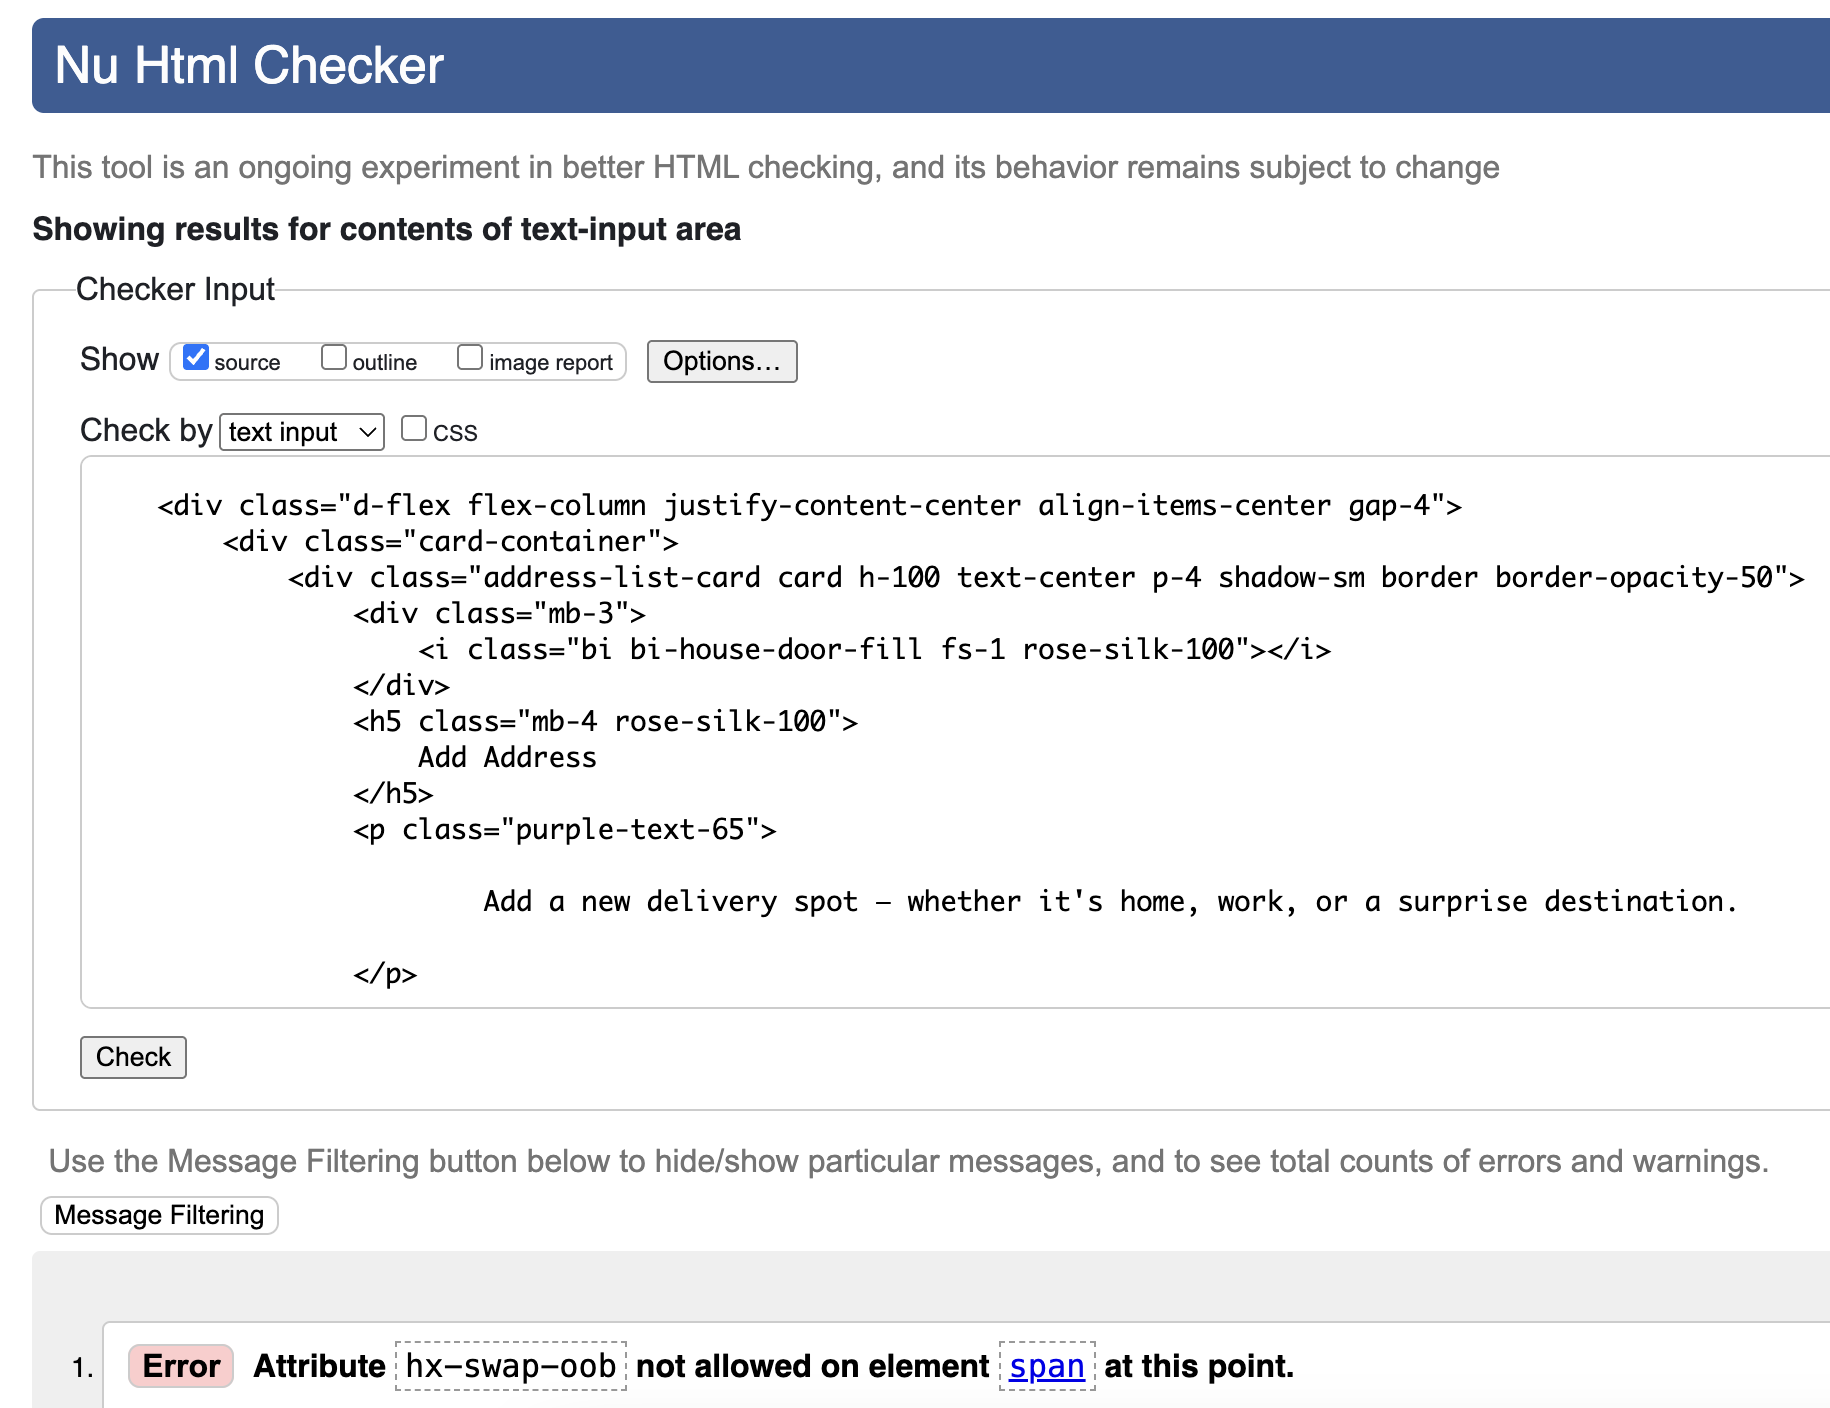 Nu Html Checker
This tool is an ongoing experiment in better HTML checking, and its behavior remains subject to change
Showing results for contents of text-input area
Checker Input
Show source outline image report Options…
Check by text input CSS
<div class="d-flex flex-column justify-content-center align-items-center gap-4">
<div class="card-container">
<div class="address-list-card card h-100 text-center p-4 shadow-sm border border-opacity-50">
<div class="mb-3">
<i class="bi bi-house-door-fill fs-1 rose-silk-100"></i>
</div>
<h5 class="mb-4 rose-silk-100">
Add Address
</h5>
<p class="purple-text-65">
Add a new delivery spot — whether it's home, work, or a surprise destination.
</p>
Check
Use the Message Filtering button below to hide/show particular messages, and to see total counts of errors and warnings.
Message Filtering
1. Error Attribute hx-swap-oob not allowed on element span at this point.